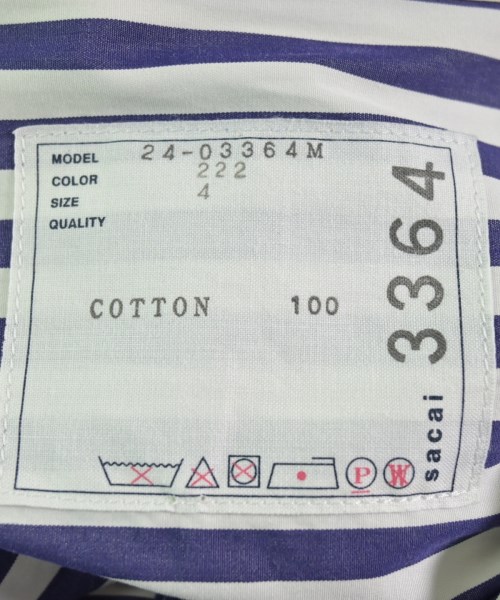 MODEL 24-03364M
COLOR 222
SIZE 4
QUALITY
COTTON 100
3364
sacai
P
W